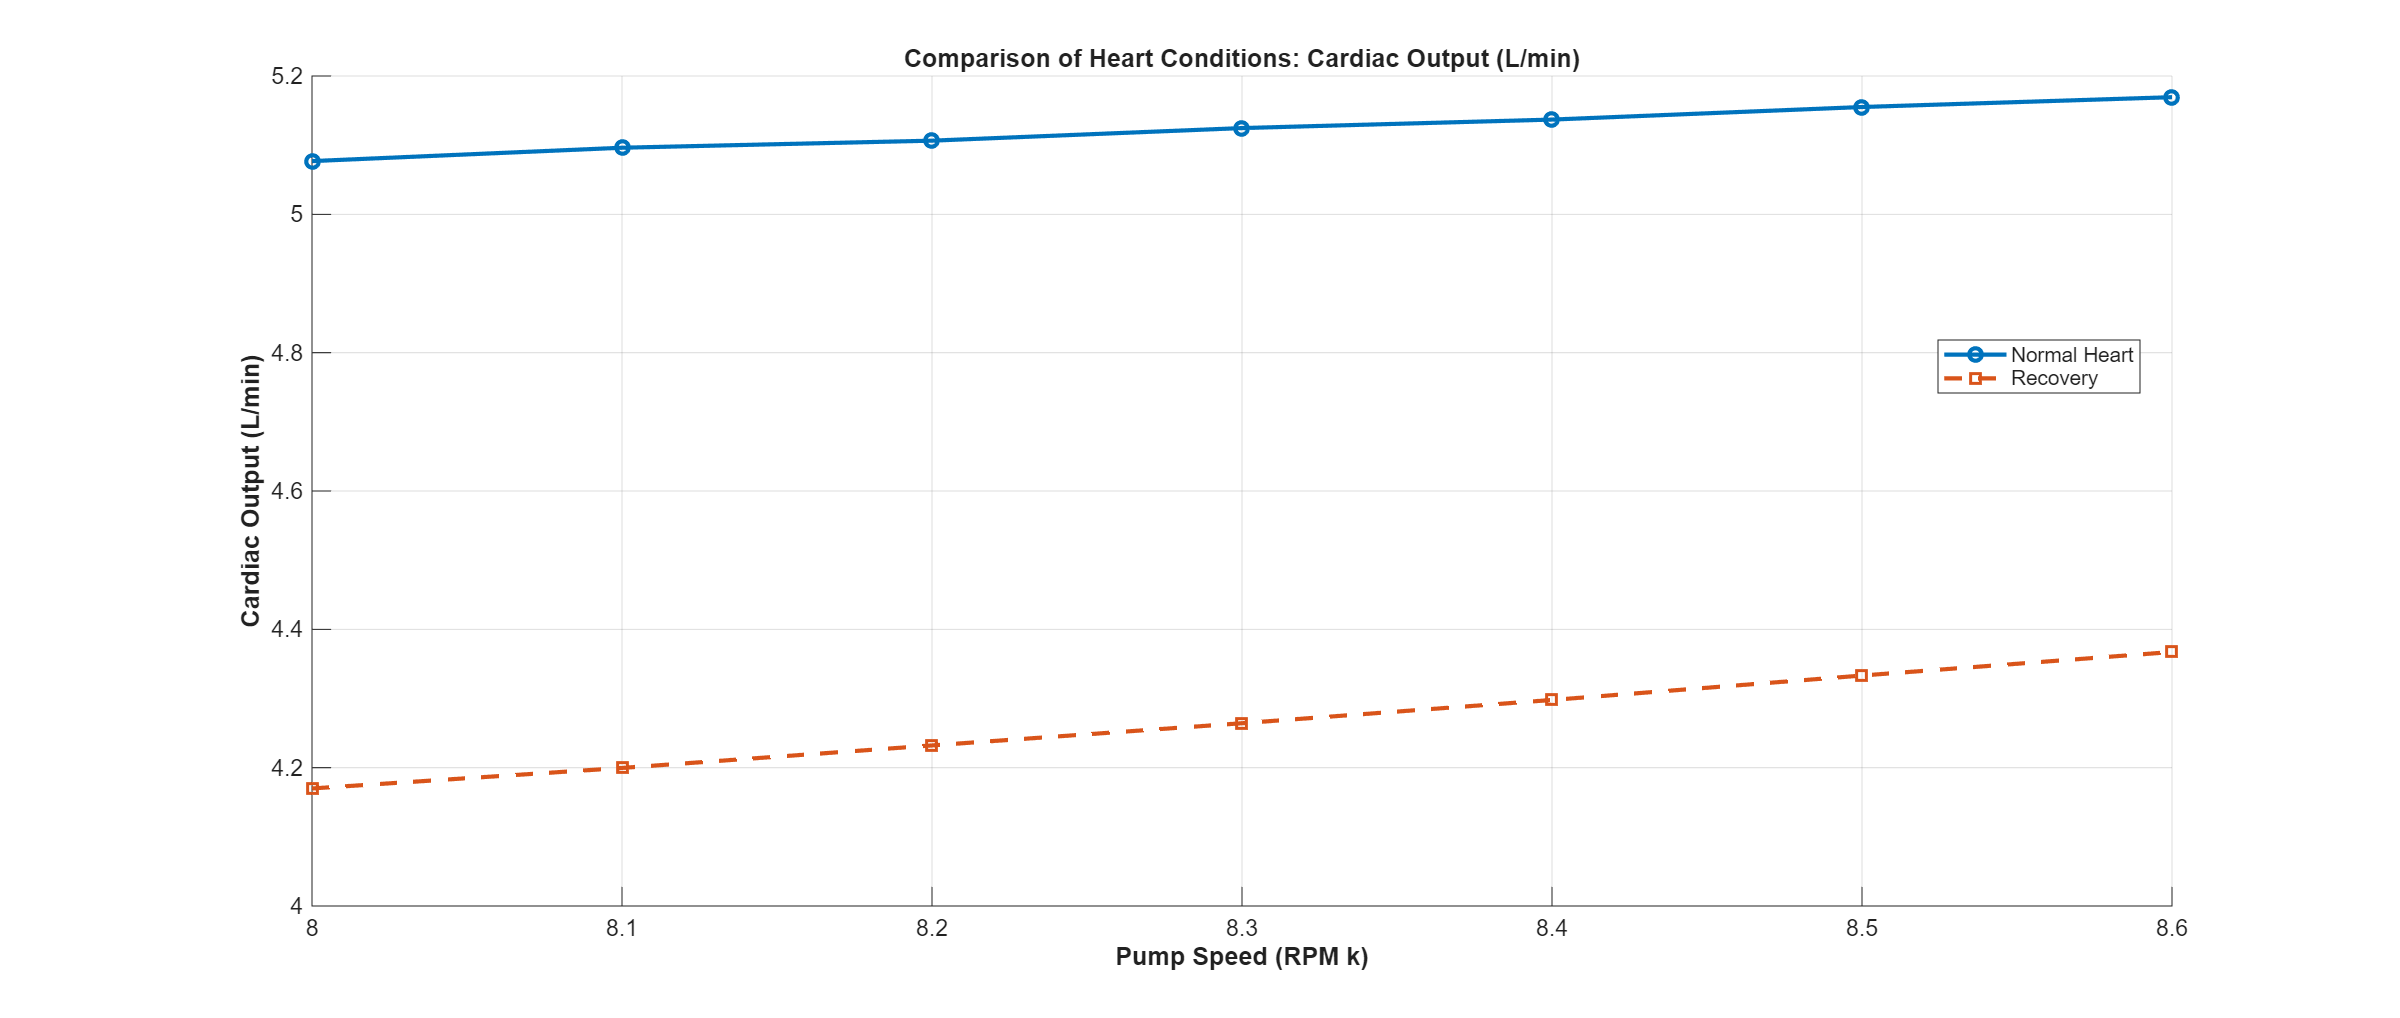 Comparison of Heart Conditions: Cardiac Output (L/min)
5.2
5
4.8
4.6
4.4
4.2
4
Cardiac Output (L/min)
Normal Heart
Recovery
8 8.1 8.2 8.3 8.4 8.5 8.6
Pump Speed (RPM k)